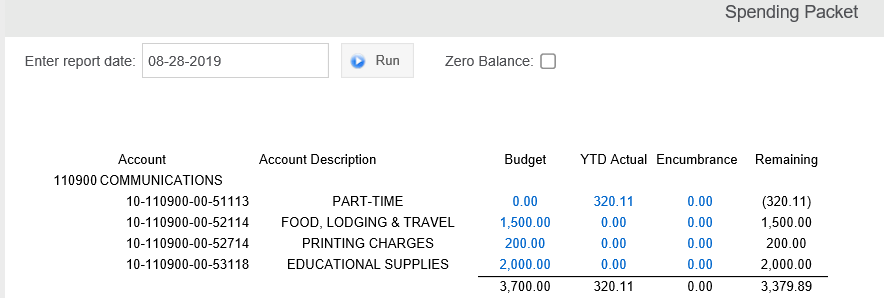 Spending Packet
Enter report date: 08-28-2019 Run Zero Balance:
Account Account Description Budget YTD Actual Encumbrance Remaining
110900 COMMUNICATIONS
10-110900-00-51113 PART-TIME 0.00 320.11 0.00 (320.11)
10-110900-00-52114 FOOD, LODGING & TRAVEL 1,500.00 0.00 0.00 1,500.00
10-110900-00-52714 PRINTING CHARGES 200.00 0.00 0.00 200.00
10-110900-00-53118 EDUCATIONAL SUPPLIES 2,000.00 0.00 0.00 2,000.00
3,700.00 320.11 0.00 3,379.89